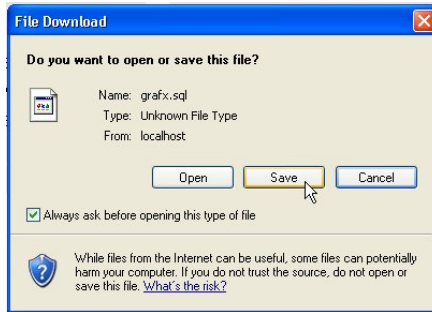 File Download
Do you want to open or save this file?
Name: grafx.sql
Type: Unknown File Type
From: localhost
Open Save Cancel
Always ask before opening this type of file
While files from the Internet can be useful, some files can potentially
harm your computer. If you do not trust the source, do not open or
save this file. What's the risk?